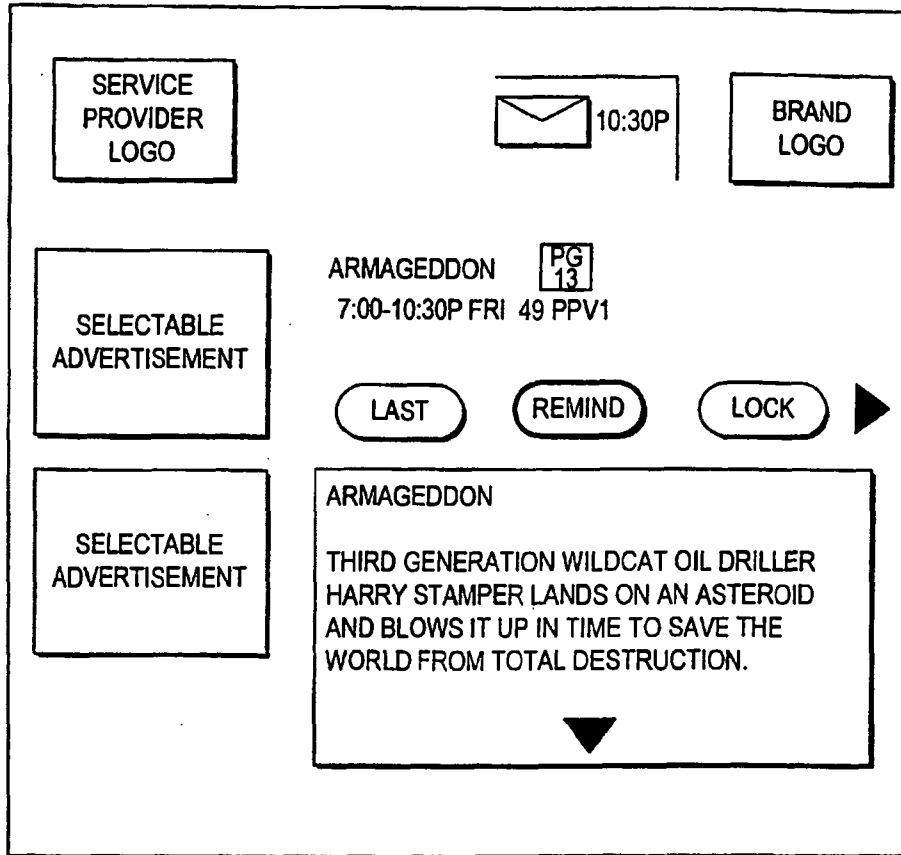 SERVICE
PROVIDER
LOGO
10:30P
BRAND
LOGO
SELECTABLE
ADVERTISEMENT
ARMAGEDDON PG
13
7:00-10:30P FRI 49 PPV1
LAST REMIND LOCK
SELECTABLE
ADVERTISEMENT
ARMAGEDDON
THIRD GENERATION WILDCAT OIL DRILLER
HARRY STAMPER LANDS ON AN ASTEROID
AND BLOWS IT UP IN TIME TO SAVE THE
WORLD FROM TOTAL DESTRUCTION.